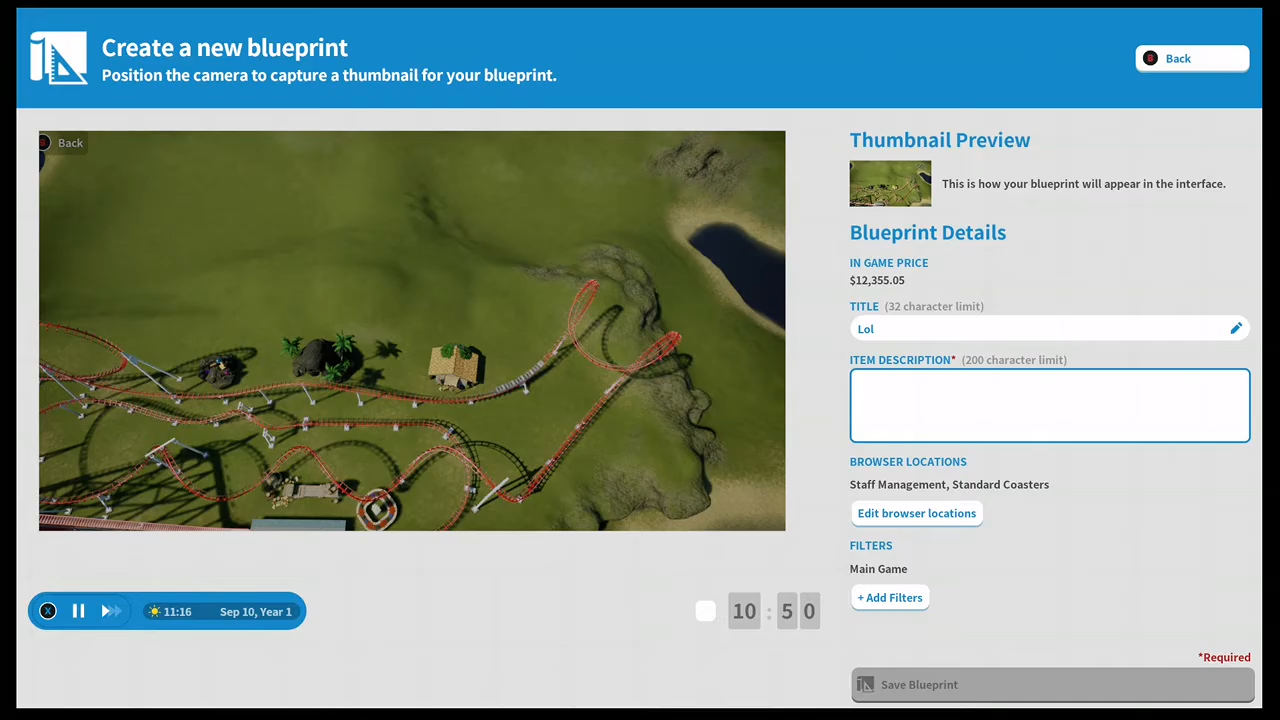 Create a new blueprint
Position the camera to capture a thumbnail for your blueprint.
B Back
Back
Thumbnail Preview
This is how your blueprint will appear in the interface.
Blueprint Details
IN GAME PRICE
$12,355.05
TITLE (32 character limit)
Lol
ITEM DESCRIPTION* (200 character limit)
BROWSER LOCATIONS
Staff Management, Standard Coasters
Edit browser locations
FILTERS
Main Game
+ Add Filters
X 11:16 Sep 10, Year 1
10 : 50
*Required
Save Blueprint